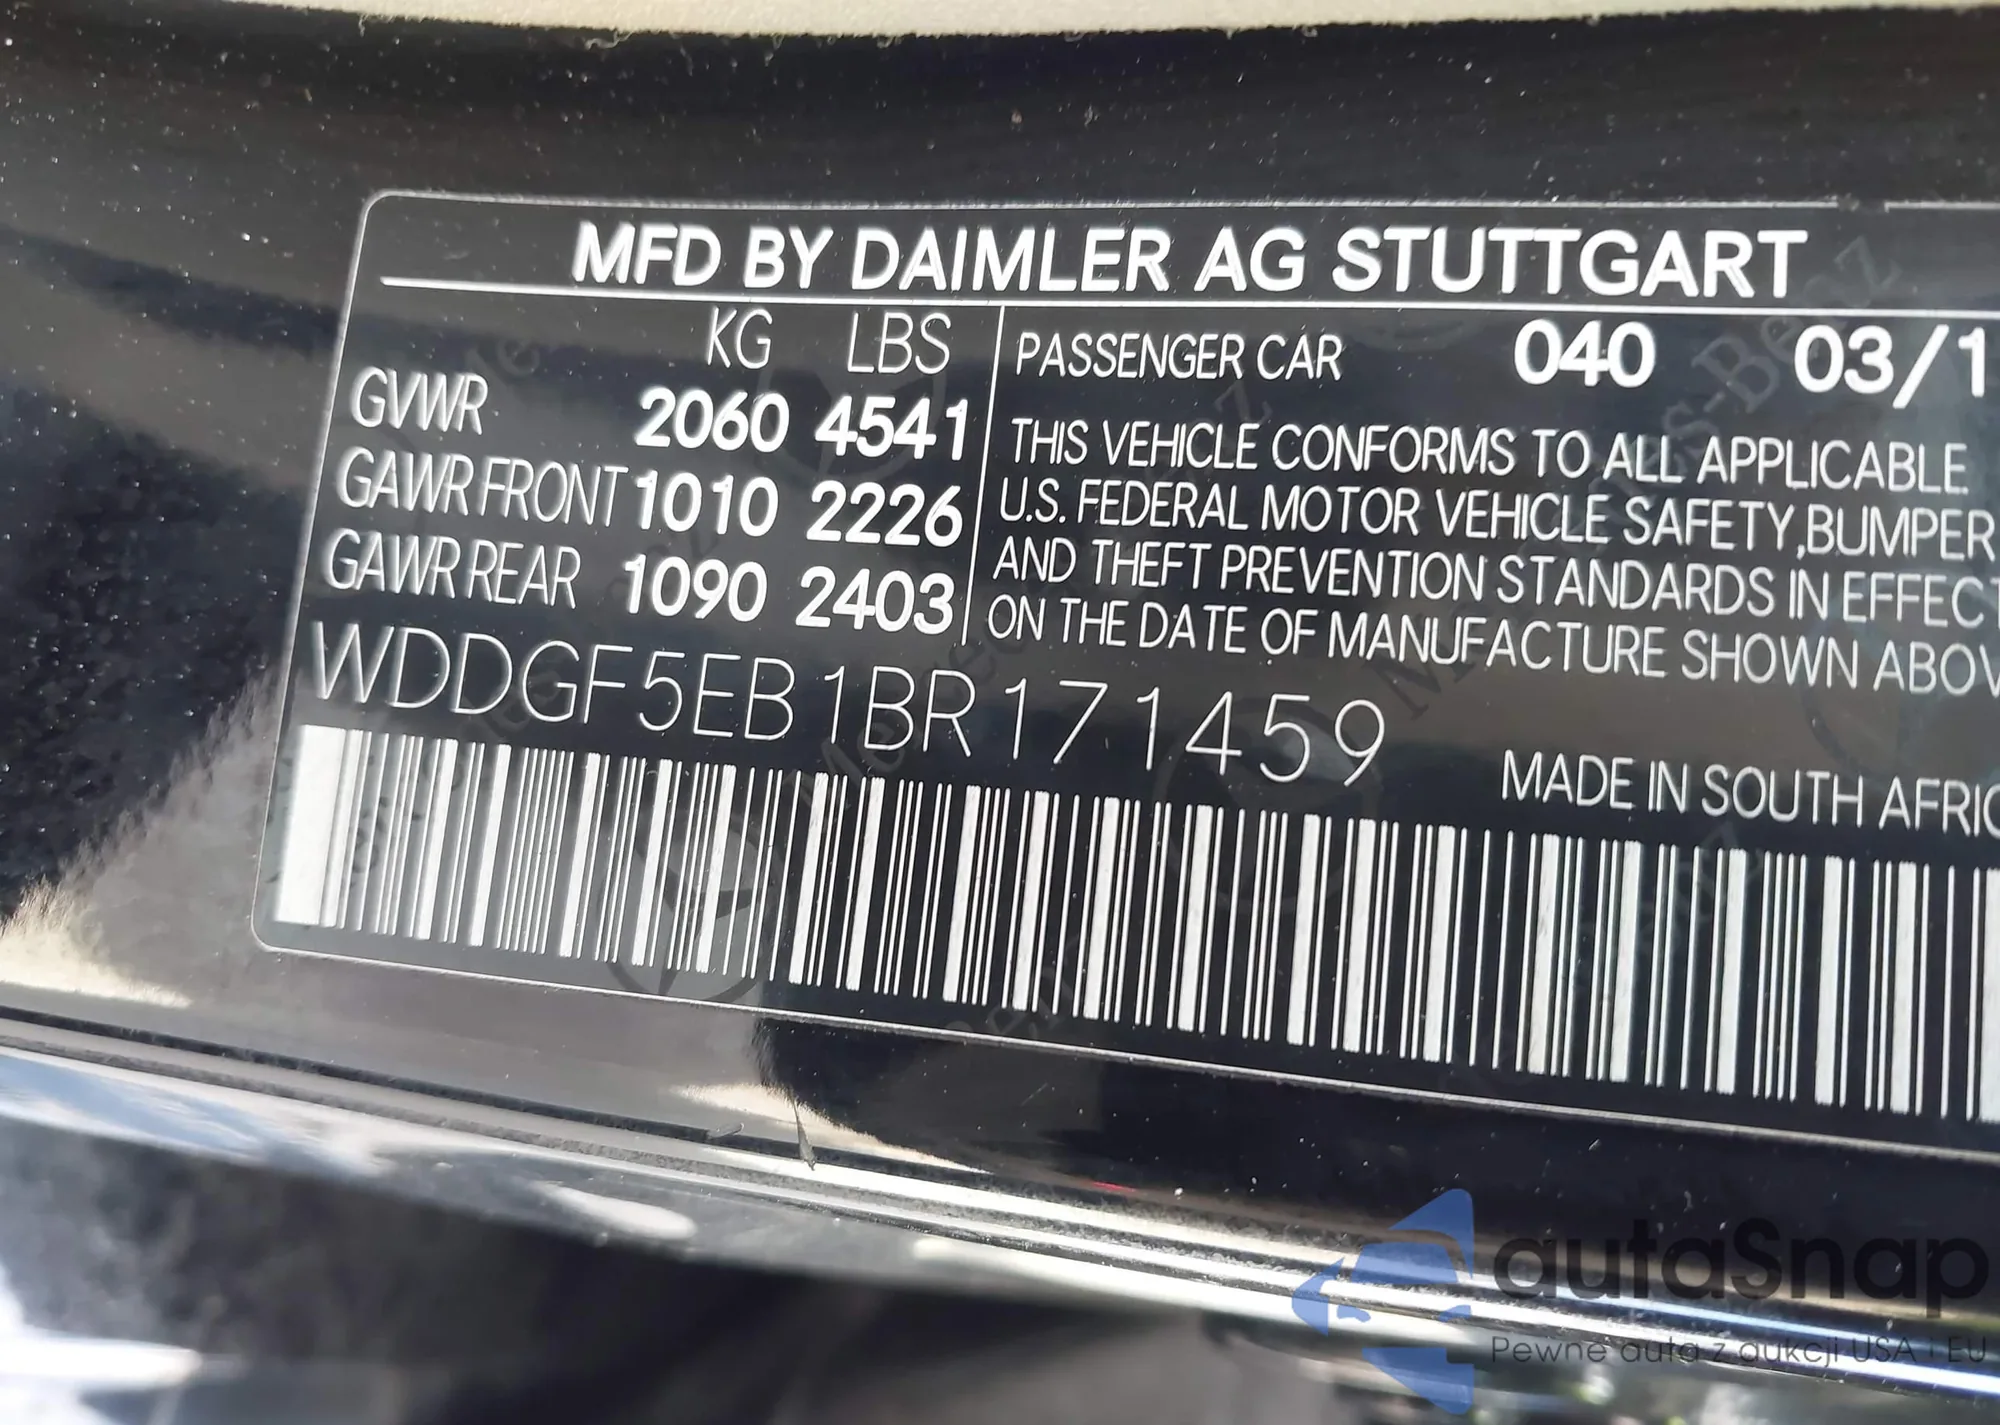 MFD BY DAIMLER AG STUTTGART
KG LBS
GVWR 2060 4541
GAWR FRONT 1010 2226
GAWR REAR 1090 2403
PASSENGER CAR 040 03/1
THIS VEHICLE CONFORMS TO ALL APPLICABLE
U.S. FEDERAL MOTOR VEHICLE SAFETY,BUMPER
AND THEFT PREVENTION STANDARDS IN EFFECT
ON THE DATE OF MANUFACTURE SHOWN ABOV
WDDGF5EB1BR171459
MADE IN SOUTH AFRIC
autaSnap
Pewne auta z aukcji USA i EU